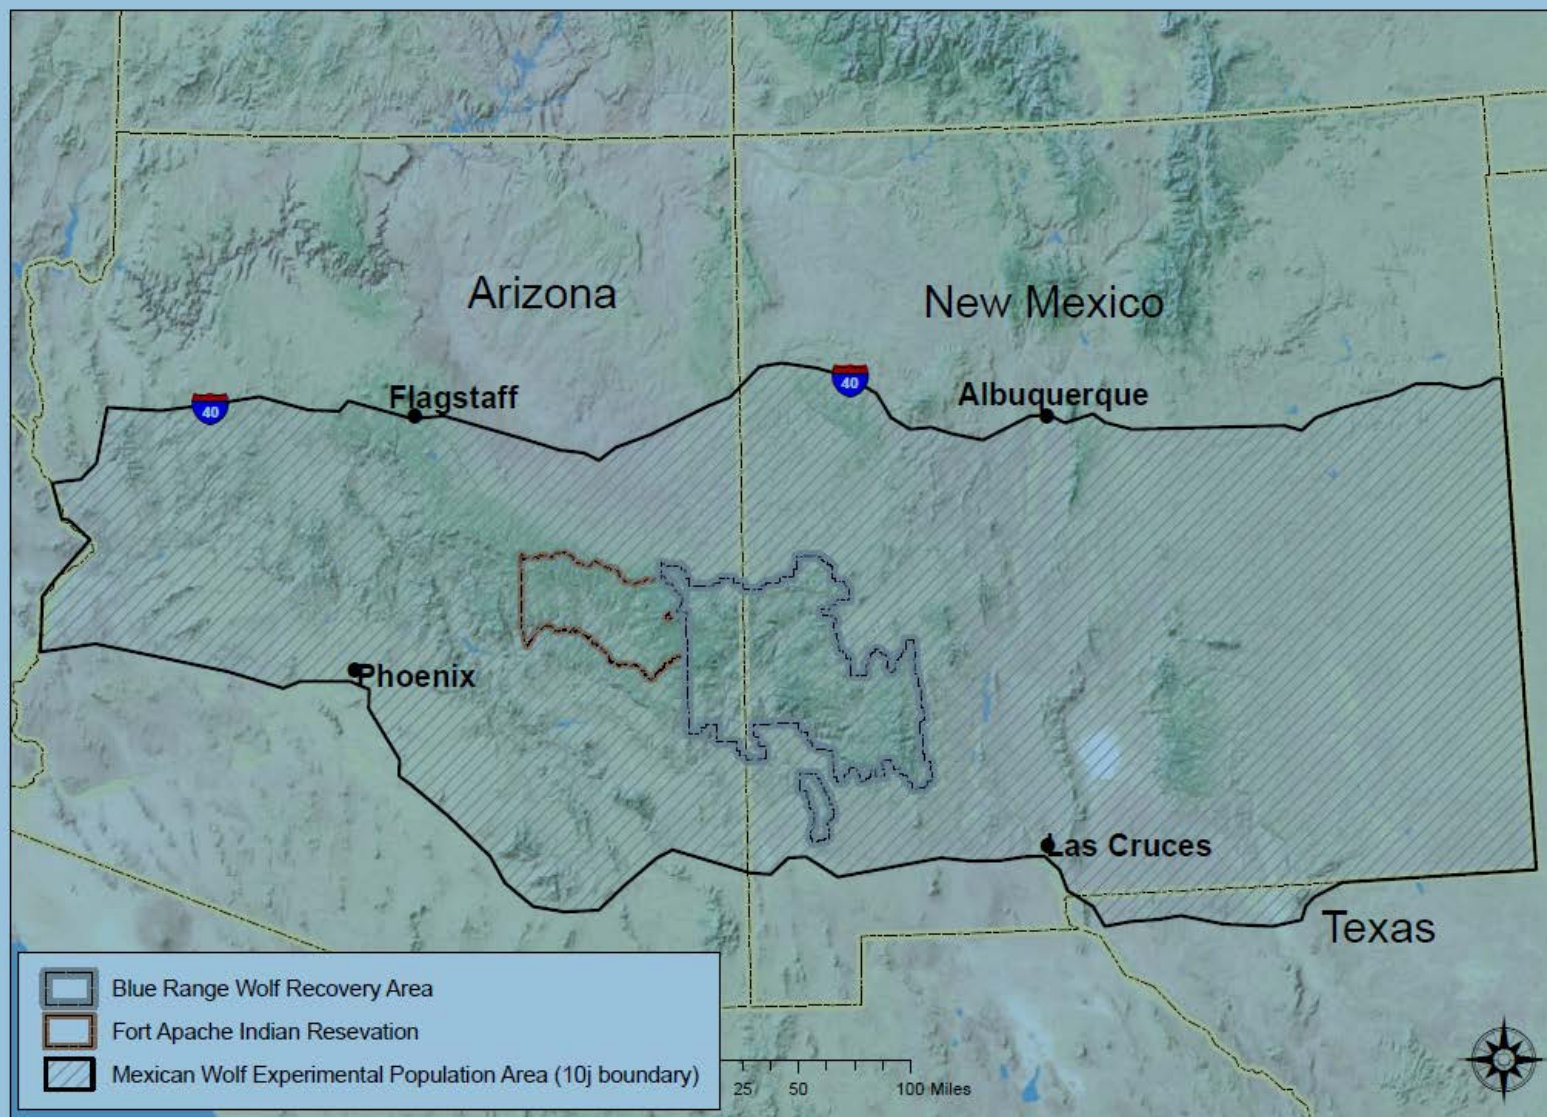 Arizona
New Mexico
40
40
Flagstaff
Albuquerque
Phoenix
Las Cruces
Texas
Blue Range Wolf Recovery Area
Fort Apache Indian Resevation
Mexican Wolf Experimental Population Area (10j boundary)
25 50 100 Miles